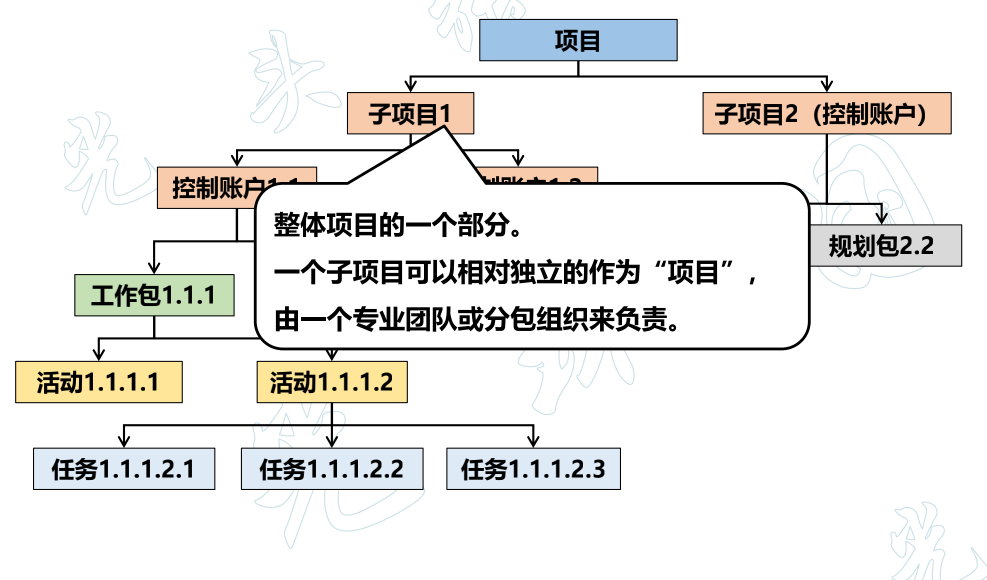 项目
子项目1
子项目2（控制账户）
控制账户1.1
制账户1.2
整体项目的一个部分。
一个子项目可以相对独立的作为“项目”，
由一个专业团队或分包组织来负责。
规划包2.2
工作包1.1.1
活动1.1.1.1
活动1.1.1.2
任务1.1.1.2.1
任务1.1.1.2.2
任务1.1.1.2.3